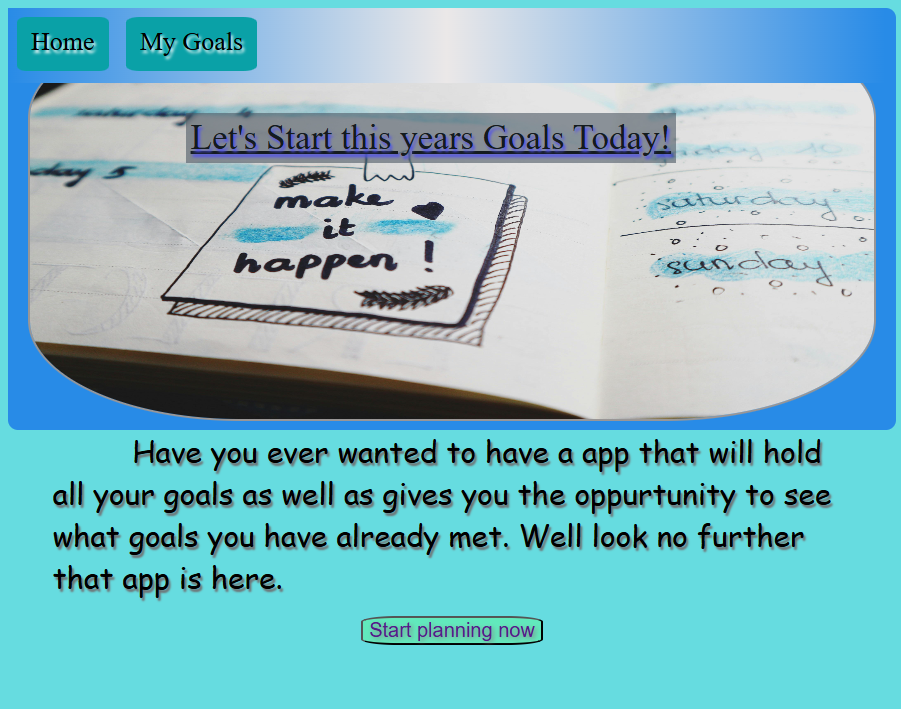 Home My Goals
Let's Start this years Goals Today!
day 5
make
it
happen!
saturday
sunday
Have you ever wanted to have a app that will hold
all your goals as well as gives you the oppurtunity to see
what goals you have already met. Well look no further
that app is here.
Start planning now